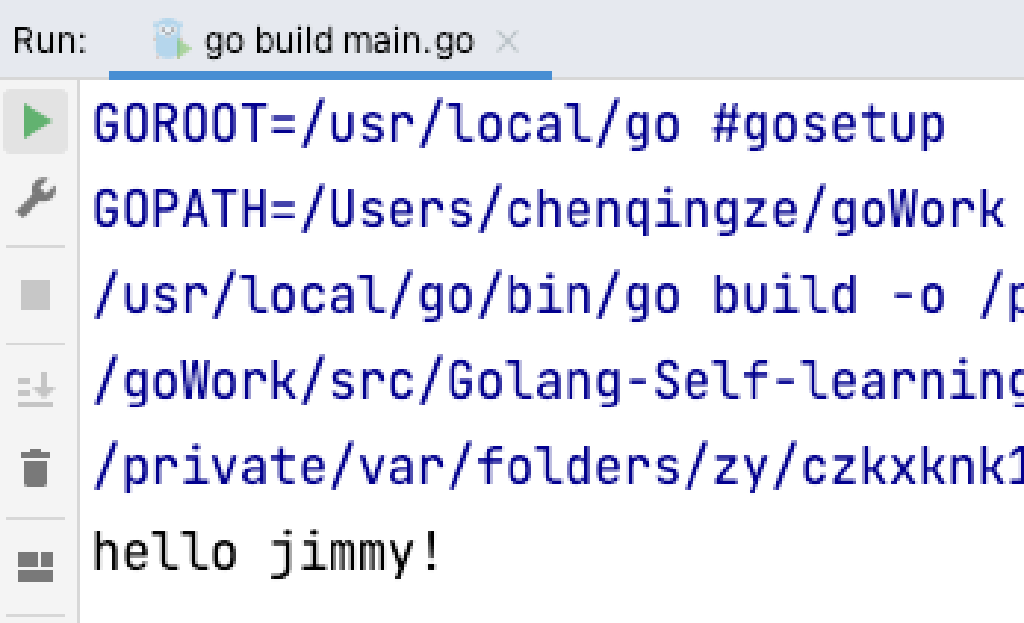 Run: go build main.go
GOROOT=/usr/local/go #gosetup
GOPATH=/Users/chenqingze/goWork
/usr/local/go/bin/go build -o /p
/goWork/src/Golang-Self-learning
/private/var/folders/zy/czkxknk1
hello jimmy!